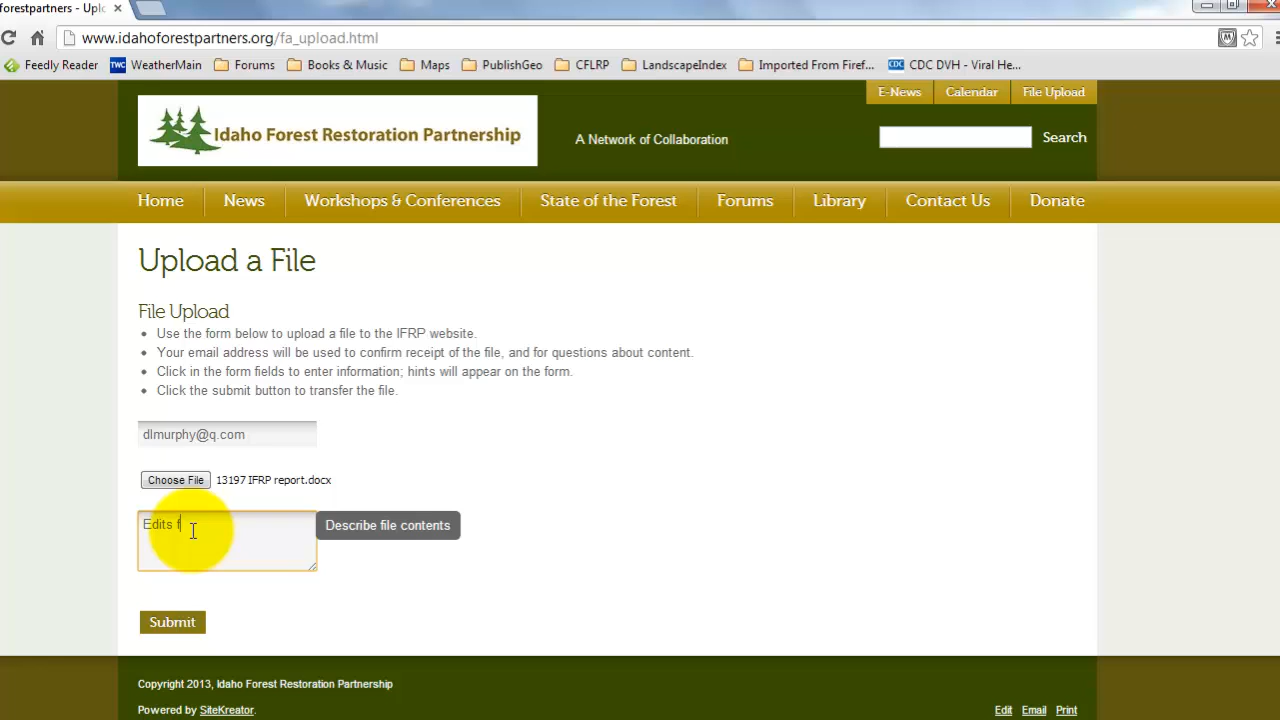 forestpartners - Uplo
www.idahoforestpartners.org/fa_upload.html
Feedly Reader TWC WeatherMain Forums Books & Music Maps PublishGeo CFLRP LandscapeIndex Imported From Firef... CDC CDC DVH - Viral He...
E-News Calendar File Upload
Idaho Forest Restoration Partnership
A Network of Collaboration
Search
Home News Workshops & Conferences State of the Forest Forums Library Contact Us Donate
Upload a File
File Upload
• Use the form below to upload a file to the IFRP website.
• Your email address will be used to confirm receipt of the file, and for questions about content.
• Click in the form fields to enter information; hints will appear on the form.
• Click the submit button to transfer the file.
dlmurphy@q.com
Choose File 13197 IFRP report.docx
Edits f
Describe file contents
Submit
Copyright 2013, Idaho Forest Restoration Partnership
Powered by SiteKreator.
Edit Email Print